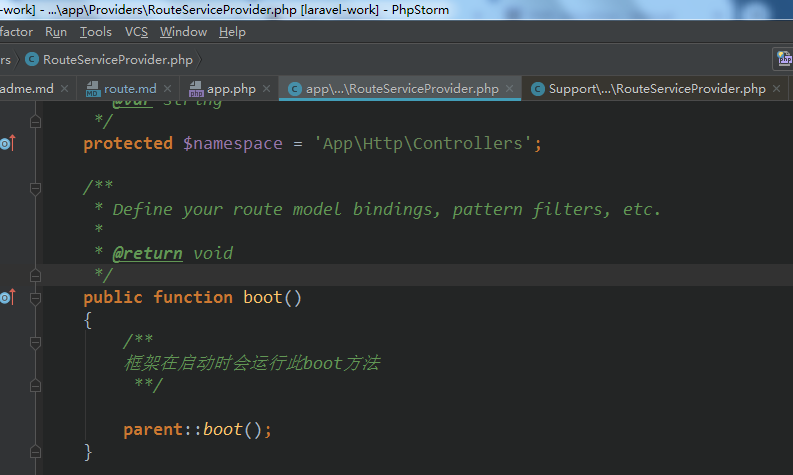 -work] - ...\app\Providers\RouteServiceProvider.php [laravel-work] - PhpStorm
factor Run Tools VCS Window Help
rs RouteServiceProvider.php
adme.md route.md app.php app\...\RouteServiceProvider.php Support\...\RouteServiceProvider.php
@var string
*/
protected $namespace = 'App\Http\Controllers';
/**
* Define your route model bindings, pattern filters, etc.
*
* @return void
*/
public function boot()
{
/**
框架在启动时会运行此boot方法
**/
parent::boot();
}